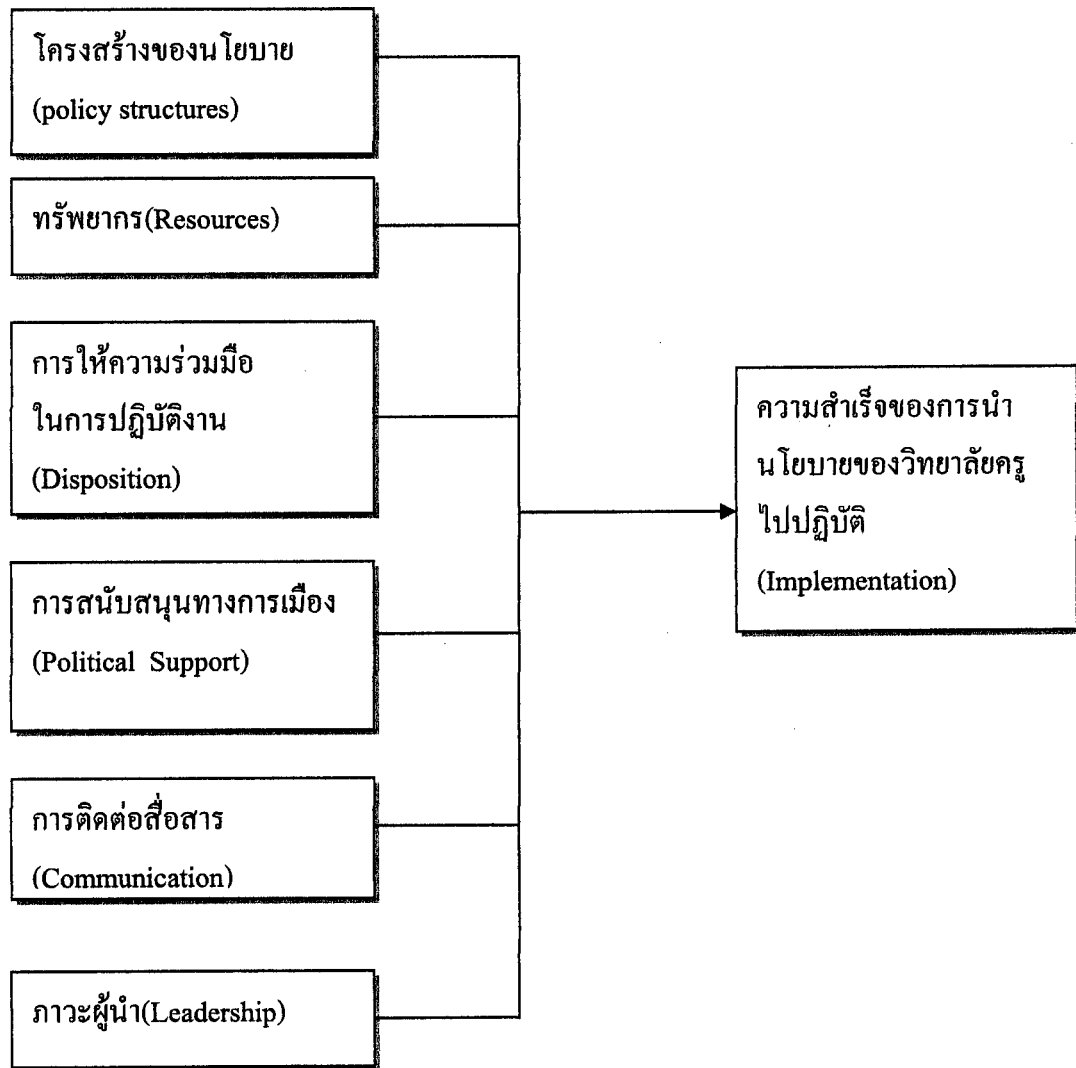 โครงสร้างของนโยบาย
(policy structures)
ทรัพยากร(Resources)
การให้ความร่วมมือ
ในการปฏิบัติงาน
(Disposition)
การสนับสนุนทางการเมือง
(Political Support)
การติดต่อสื่อสาร
(Communication)
ภาวะผู้นำ(Leadership)
ความสำเร็จของการนำ
นโยบายของวิทยาลัยครู
ไปปฏิบัติ
(Implementation)